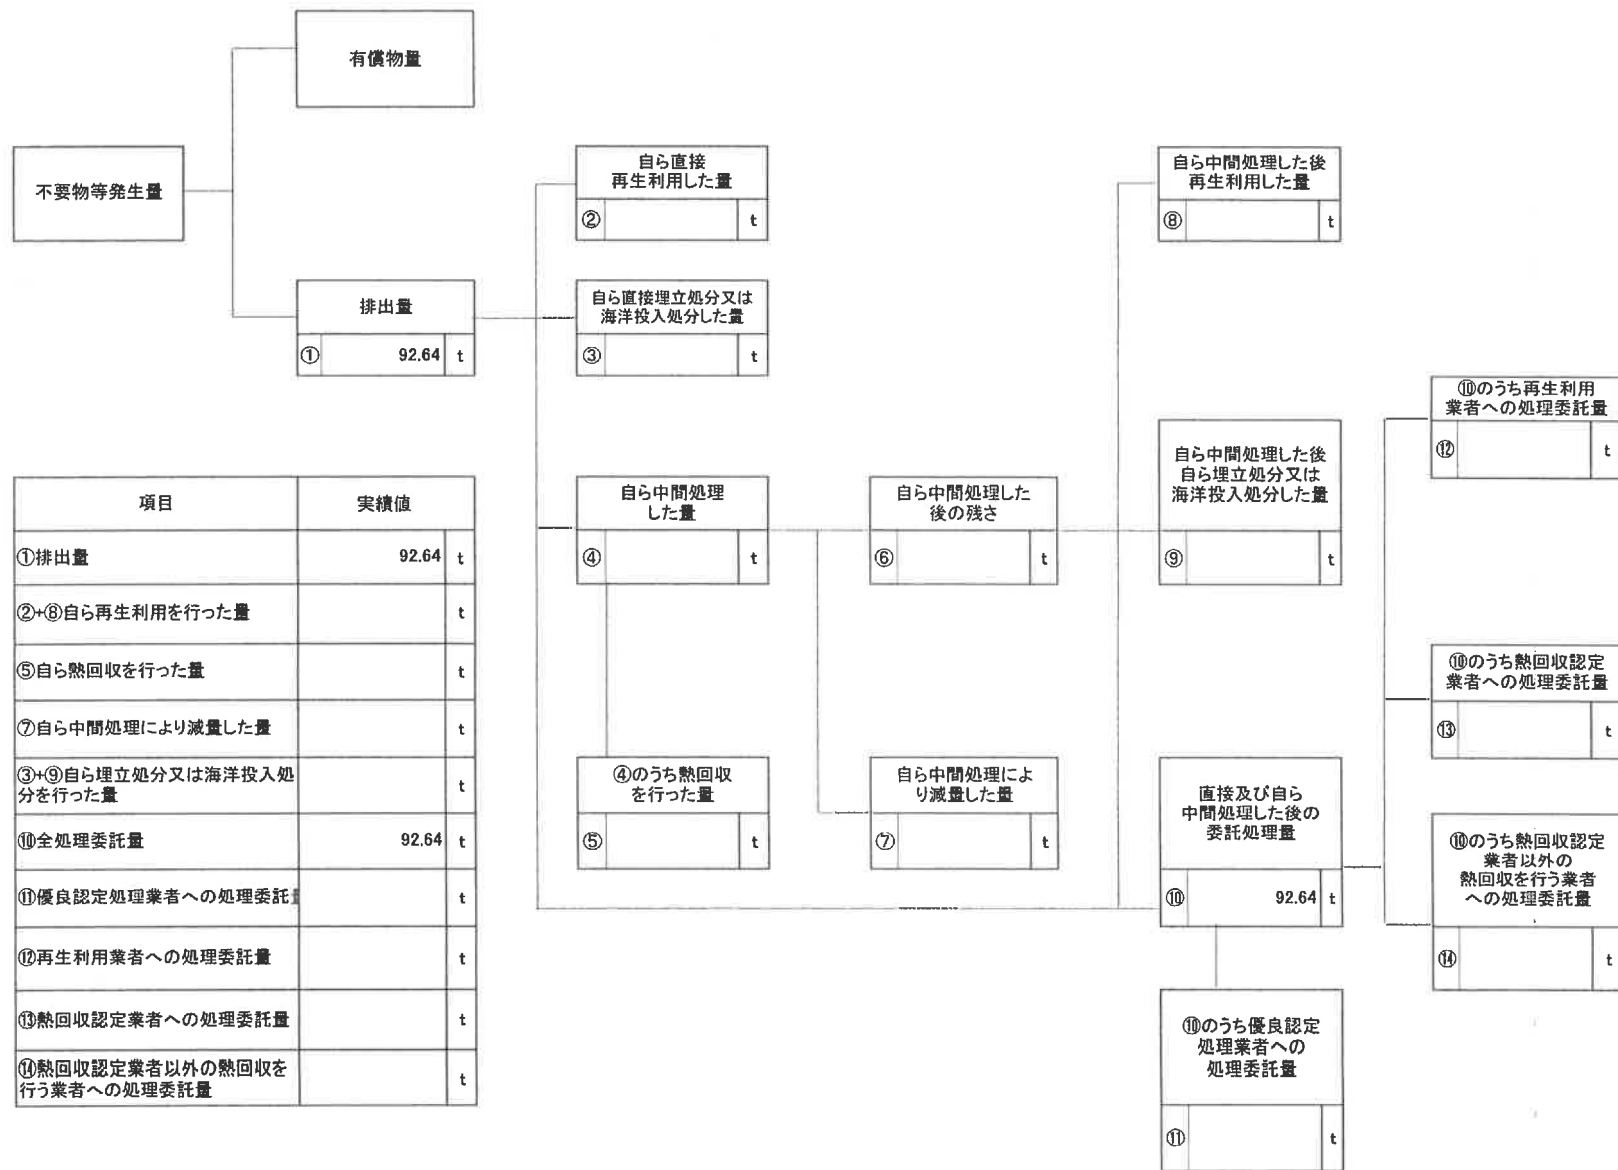 有償物量
不要物等発生量
排出量
① 92.64 t
自ら直接
再生利用した量
② t
自ら直接埋立処分又は
海洋投入処分した量
③ t
自ら中間処理
した量
④ t
④のうち熱回収
を行った量
⑤ t
自ら中間処理した
後の残さ
⑥ t
自ら中間処理によ
り減量した量
⑦ t
自ら中間処理した後
再生利用した量
⑧ t
自ら中間処理した後
自ら埋立処分又は
海洋投入処分した量
⑨ t
直接及び自ら
中間処理した後の
委託処理量
⑩ 92.64 t
⑩のうち優良認定
処理業者への
処理委託量
⑪ t
⑩のうち再生利用
業者への処理委託量
⑫ t
⑩のうち熱回収認定
業者への処理委託量
⑬ t
⑩のうち熱回収認定
業者以外の
熱回収を行う業者
への処理委託量
⑭ t
項目 実績値
①排出量 92.64 t
②+⑧自ら再生利用を行った量 t
⑤自ら熱回収を行った量 t
⑦自ら中間処理により減量した量 t
③+⑨自ら埋立処分又は海洋投入処
分を行った量 t
⑩全処理委託量 92.64 t
⑪優良認定処理業者への処理委託 t
⑫再生利用業者への処理委託量 t
⑬熱回収認定業者への処理委託量 t
⑭熱回収認定業者以外の熱回収を
行う業者への処理委託量 t